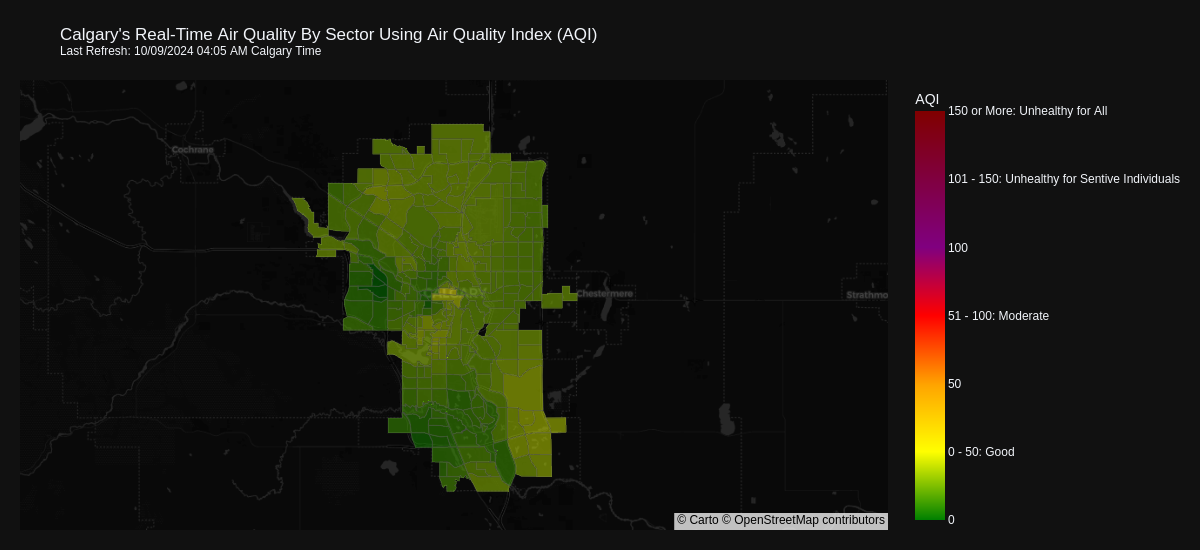 Calgary's Real-Time Air Quality By Sector Using Air Quality Index (AQI)
Last Refresh: 10/09/2024 04:05 AM Calgary Time
AQI
150 or More: Unhealthy for All
101 - 150: Unhealthy for Sentive Individuals
100
51 - 100: Moderate
50
0 - 50: Good
0
Cochrane
CALGARY
Chestermere
Strathmo
© Carto © OpenStreetMap contributors